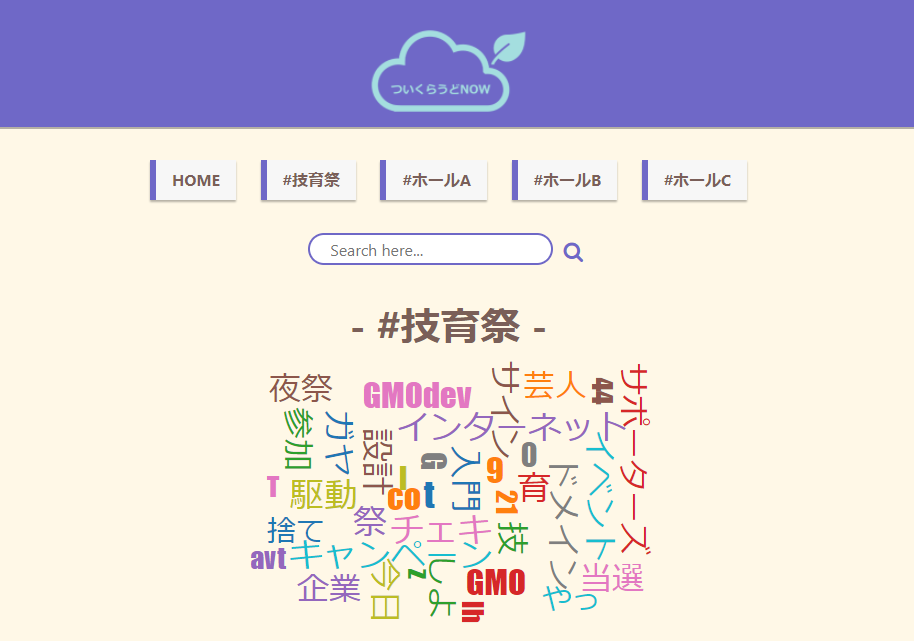 ついくらうどNOW
HOME
#技育祭
#ホールA
#ホールB
#ホールC
Search here...
- #技育祭 -
夜祭
GMOdev
サイン
芸人
44
サポーターズ
参加
ガヤ
設計
インターネット
イベント
G
入門
9
0
ドメイン
T
駆動
I
co
t
21
育
捨て
祭
チェキ
技
avt
キャンペーン
企業
今日
z
しょ
GMO
lh
やっ
当選